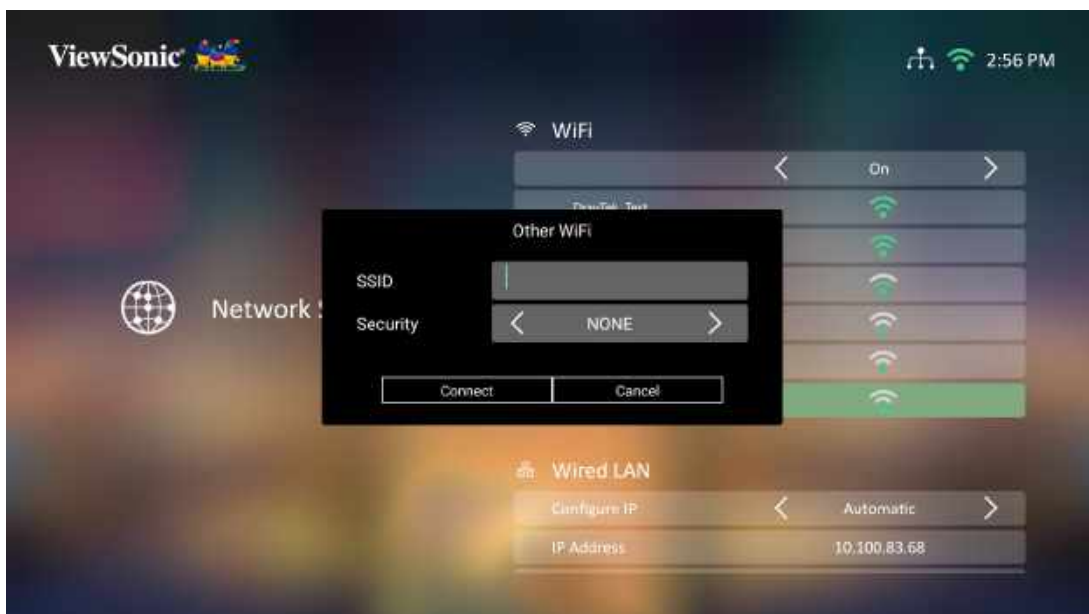 ViewSonic
2:56 PM
WiFi
On
Other WiFi
SSID
Security
NONE
Connect
Cancel
Network
Wired LAN
Configure IP
Automatic
IP Address
10.100.83.68